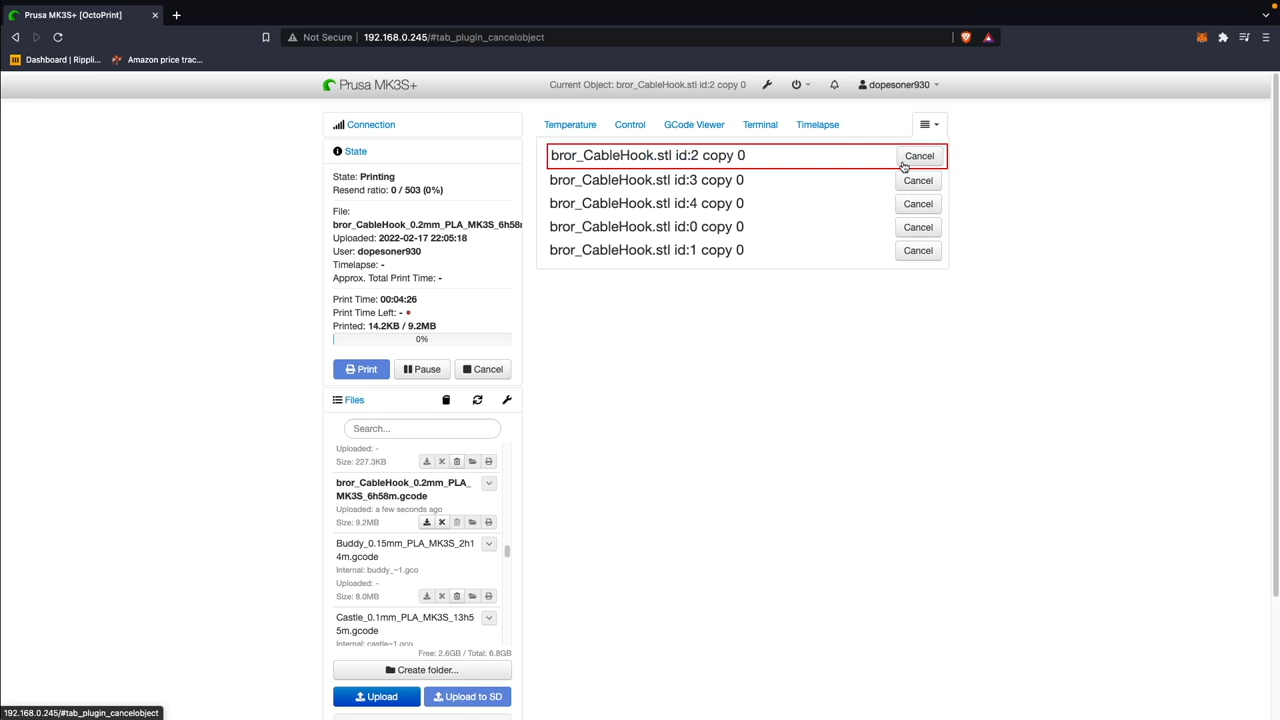 Prusa MK3S+ [OctoPrint]
Not Secure 192.168.0.245/#tab_plugin_cancelobject
Dashboard | Rippli... Amazon price trac...
Prusa MK3S+
Current Object: bror_CableHook.stl id:2 copy 0
dopesoner930
Connection
State
State: Printing
Resend ratio: 0 / 503 (0%)
File:
bror_CableHook_0.2mm_PLA_MK3S_6h58
Uploaded: 2022-02-17 22:05:18
User: dopesoner930
Timelapse: -
Approx. Total Print Time: -
Print Time: 00:04:26
Print Time Left: -
Printed: 14.2KB / 9.2MB
0%
Print Pause Cancel
Files
Search...
Uploaded: -
Size: 227.3KB
bror_CableHook_0.2mm_PLA_
MK3S_6h58m.gcode
Uploaded: a few seconds ago
Size: 9.2MB
Buddy_0.15mm_PLA_MK3S_2h1
4m.gcode
Internal: buddy_~1.gco
Uploaded: -
Size: 8.0MB
Castle_0.1mm_PLA_MK3S_13h5
5m.gcode
Internal: castle~1.gco
Free: 2.6GB / Total: 6.8GB
Create folder...
Upload Upload to SD
Temperature Control GCode Viewer Terminal Timelapse
bror_CableHook.stl id:2 copy 0 Cancel
bror_CableHook.stl id:3 copy 0 Cancel
bror_CableHook.stl id:4 copy 0 Cancel
bror_CableHook.stl id:0 copy 0 Cancel
bror_CableHook.stl id:1 copy 0 Cancel
192.168.0.245/#tab_plugin_cancelobject